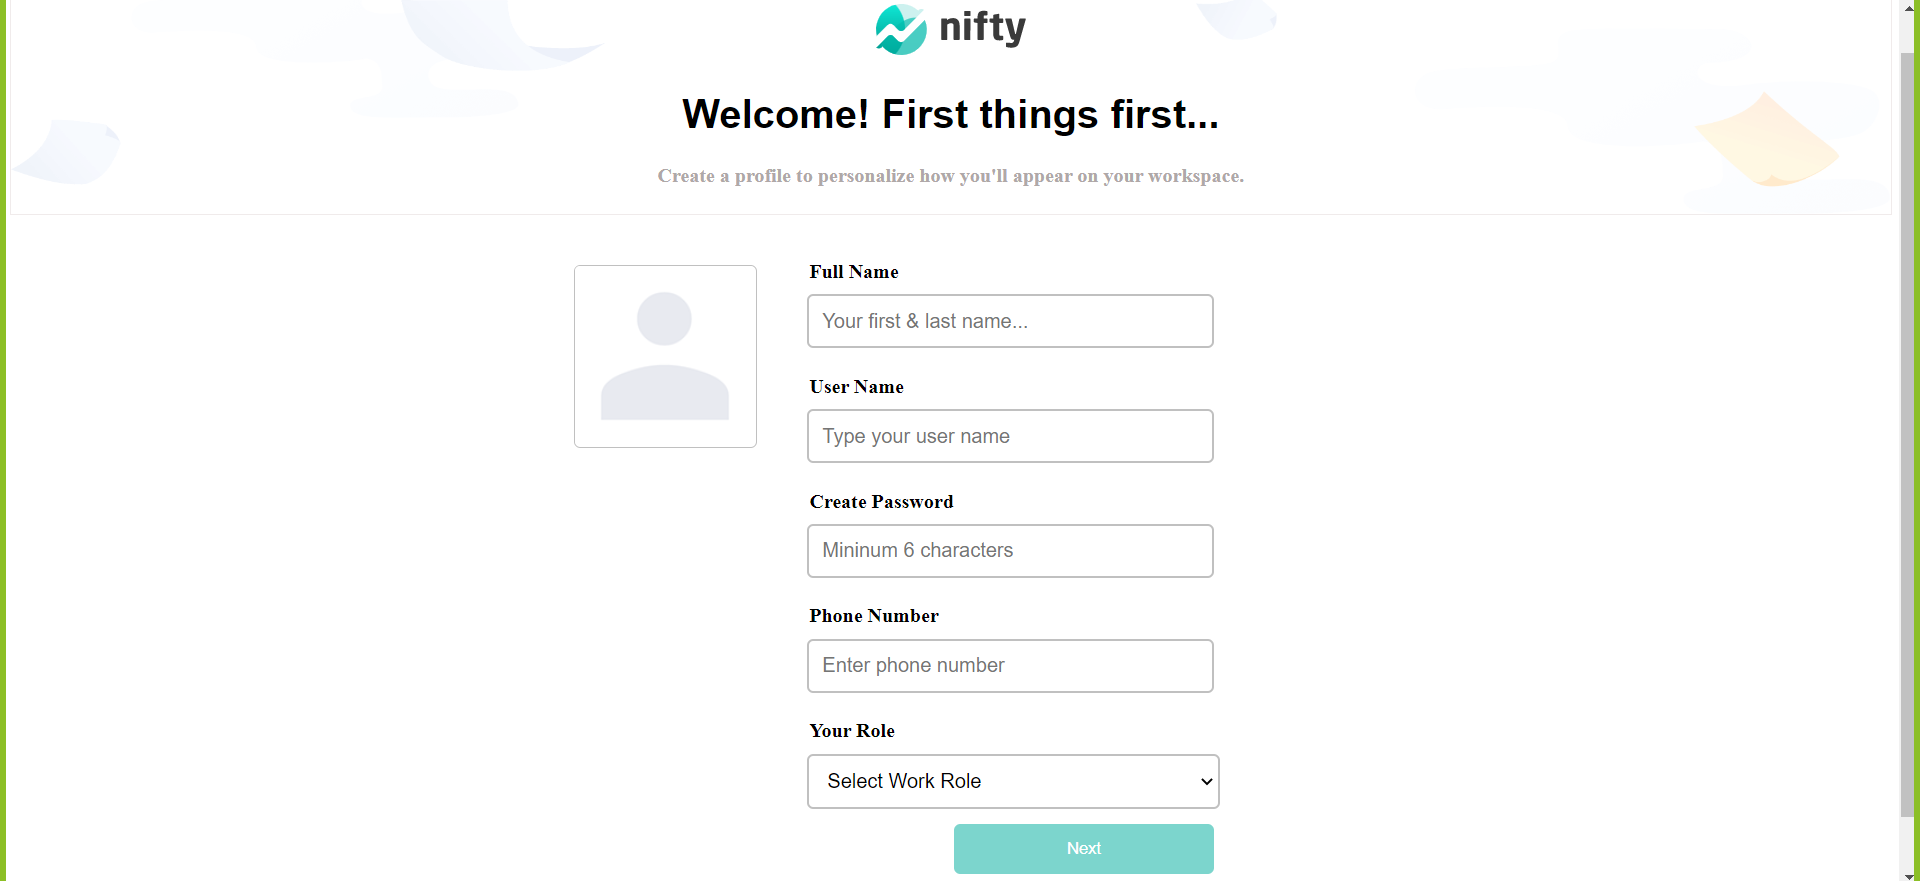 nifty
Welcome! First things first...
Create a profile to personalize how you'll appear on your workspace.
Full Name
Your first & last name...
User Name
Type your user name
Create Password
Mininum 6 characters
Phone Number
Enter phone number
Your Role
Select Work Role
Next